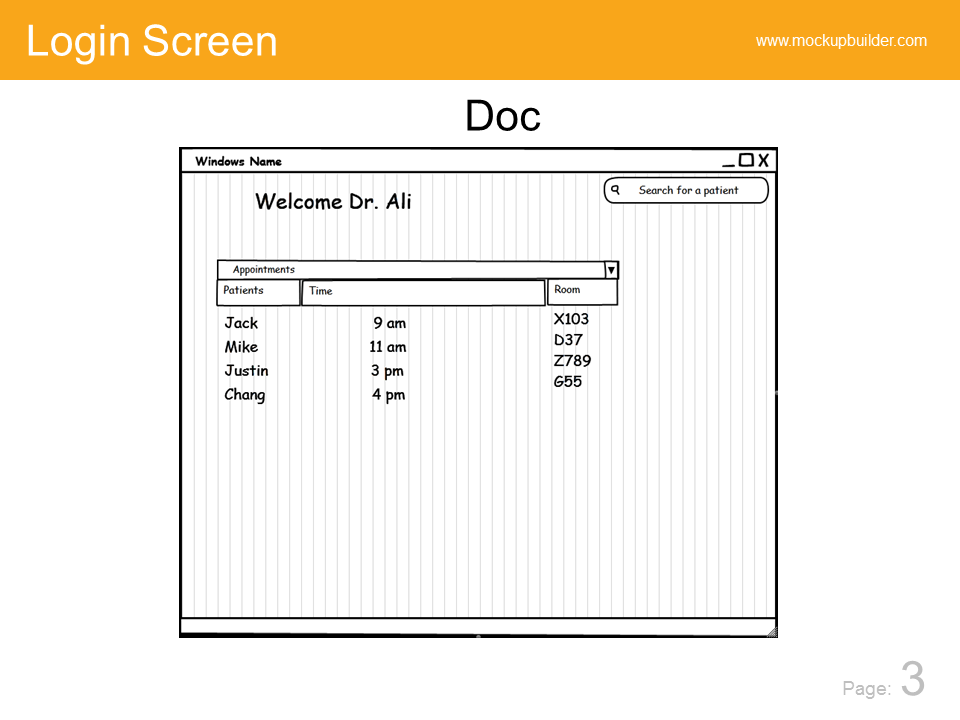 Login Screen
www.mockupbuilder.com
Doc
Windows Name
X
Search for a patient
Welcome Dr. Ali
Appointments
Patients Time Room
Jack 9 am X103
Mike 11 am D37
Justin 3 pm Z789
Chang 4 pm G55
Page: 3